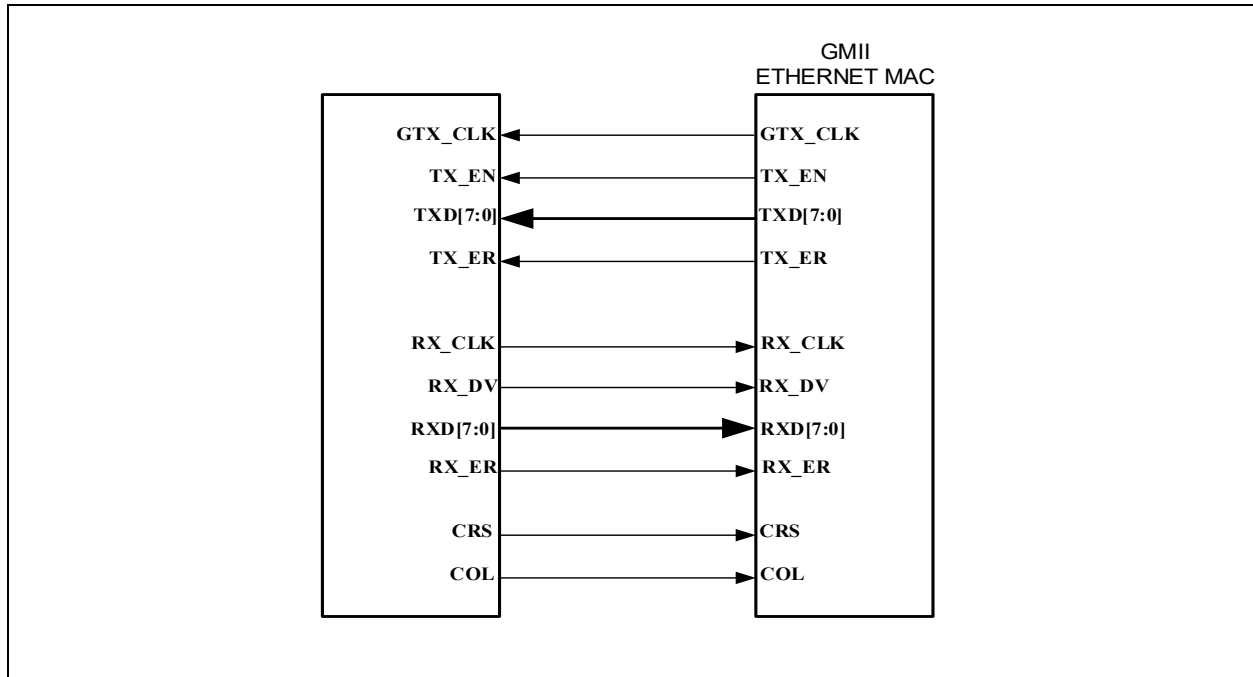 GMII
ETHERNET MAC
GTX_CLK GTX_CLK
TX_EN TX_EN
TXD[7:0] TXD[7:0]
TX_ER TX_ER
RX_CLK RX_CLK
RX_DV RX_DV
RXD[7:0] RXD[7:0]
RX_ER RX_ER
CRS CRS
COL COL